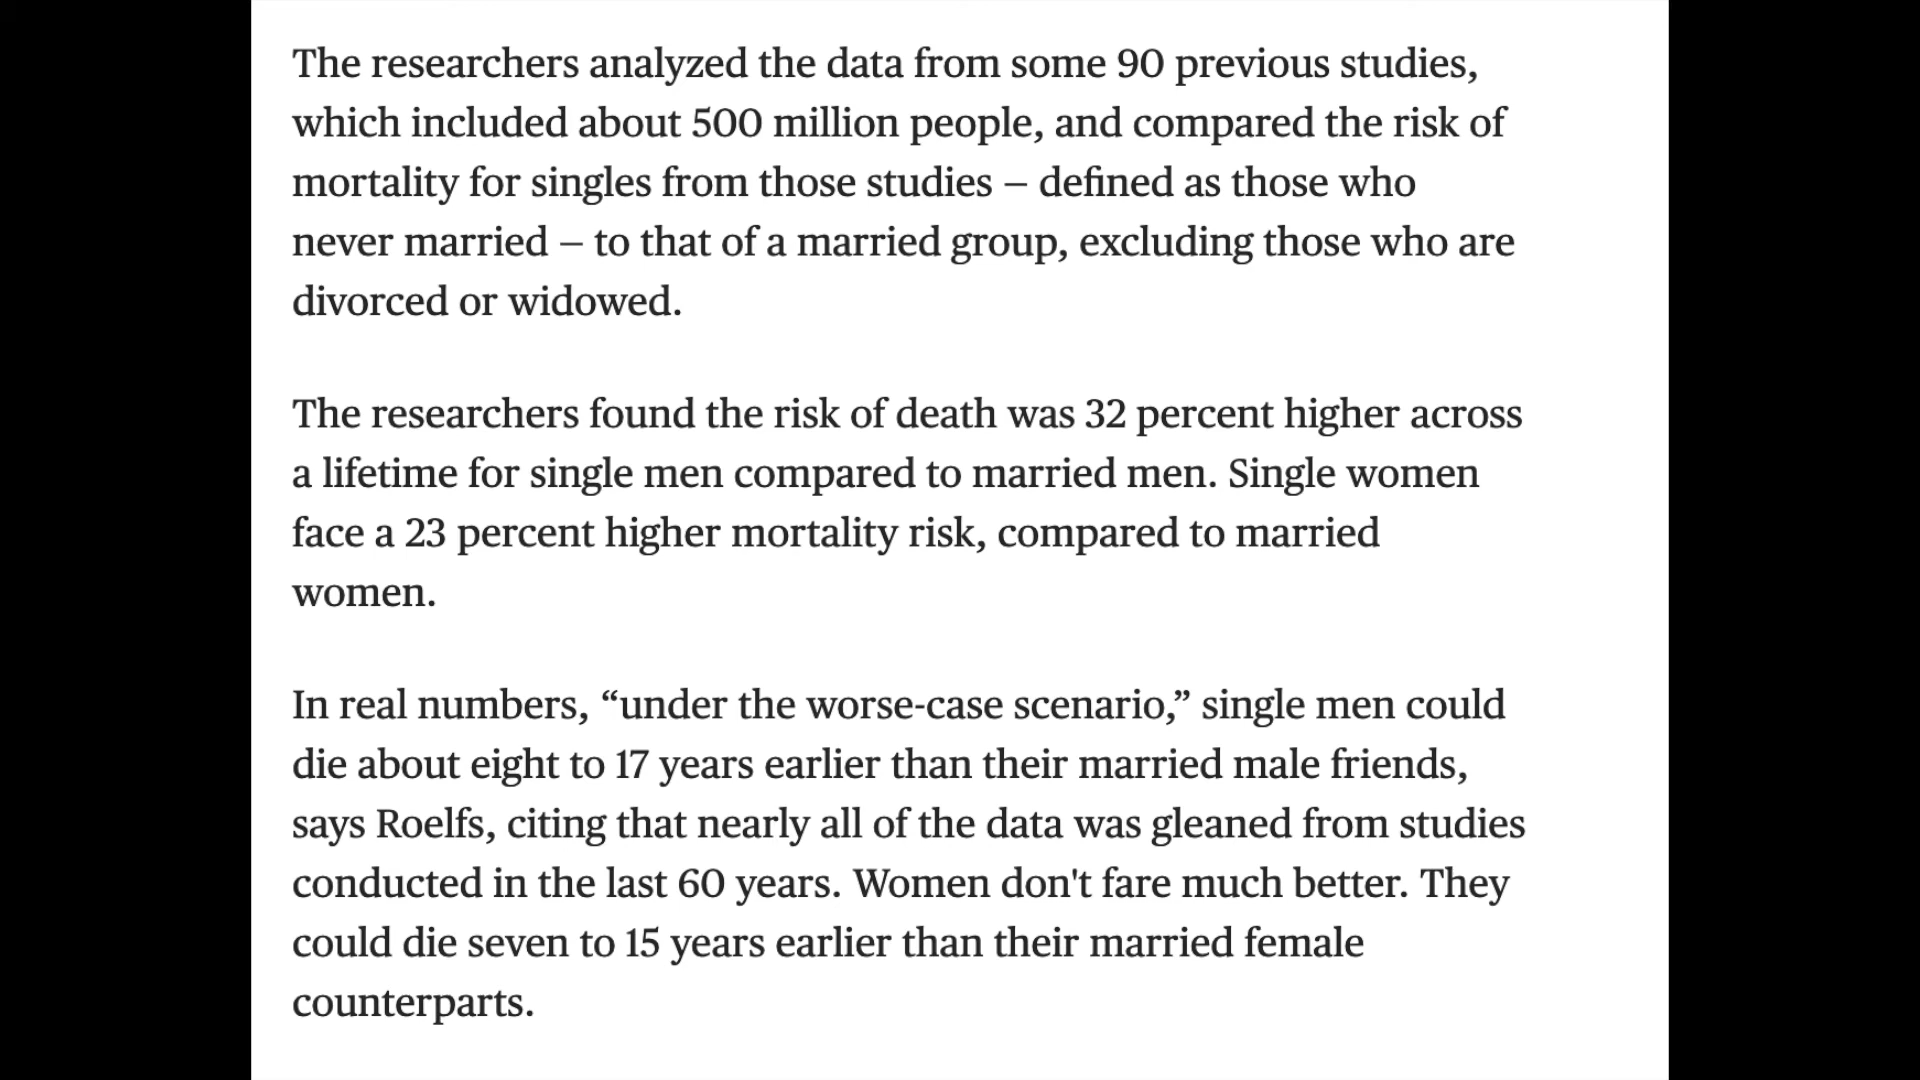 The researchers analyzed the data from some 90 previous studies,
which included about 500 million people, and compared the risk of
mortality for singles from those studies – defined as those who
never married – to that of a married group, excluding those who are
divorced or widowed.
The researchers found the risk of death was 32 percent higher across
a lifetime for single men compared to married men. Single women
face a 23 percent higher mortality risk, compared to married
women.
In real numbers, “under the worse-case scenario,” single men could
die about eight to 17 years earlier than their married male friends,
says Roelfs, citing that nearly all of the data was gleaned from studies
conducted in the last 60 years. Women don't fare much better. They
could die seven to 15 years earlier than their married female
counterparts.